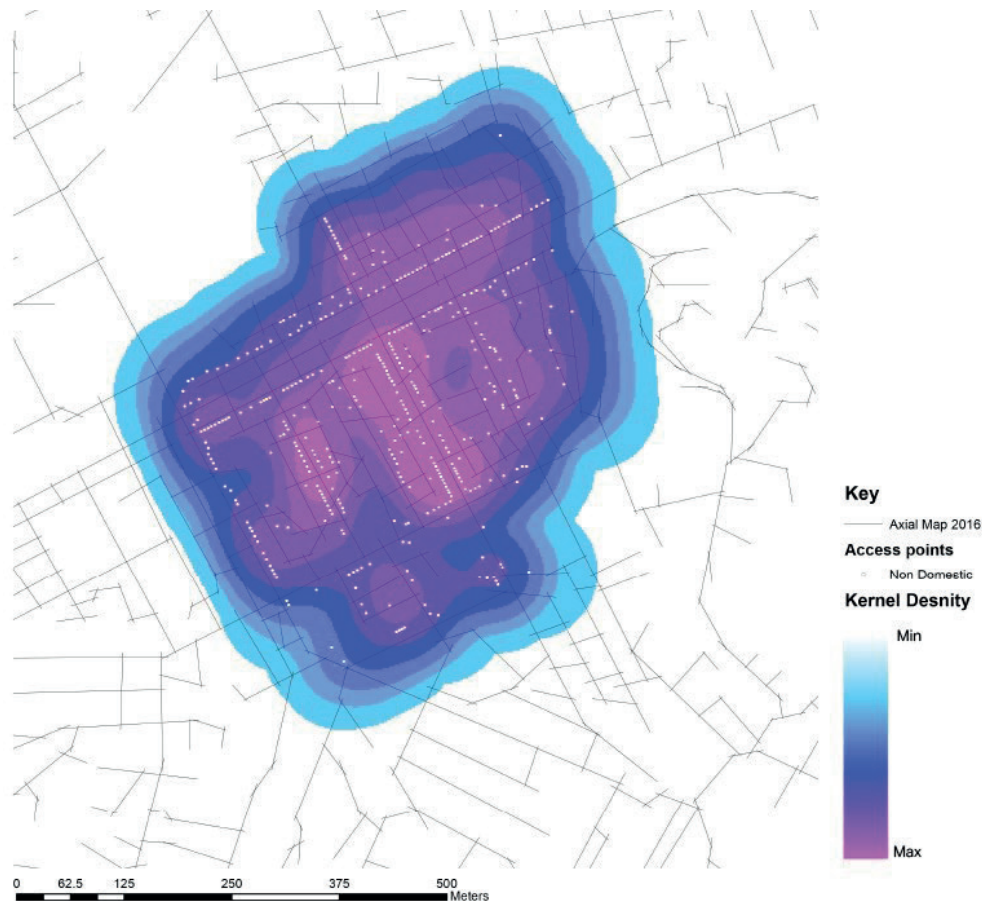 Key
Axial Map 2016
Access points
Non Domestic
Kernel Desnity
Min
Max
0 62.5 125 250 375 500
Meters